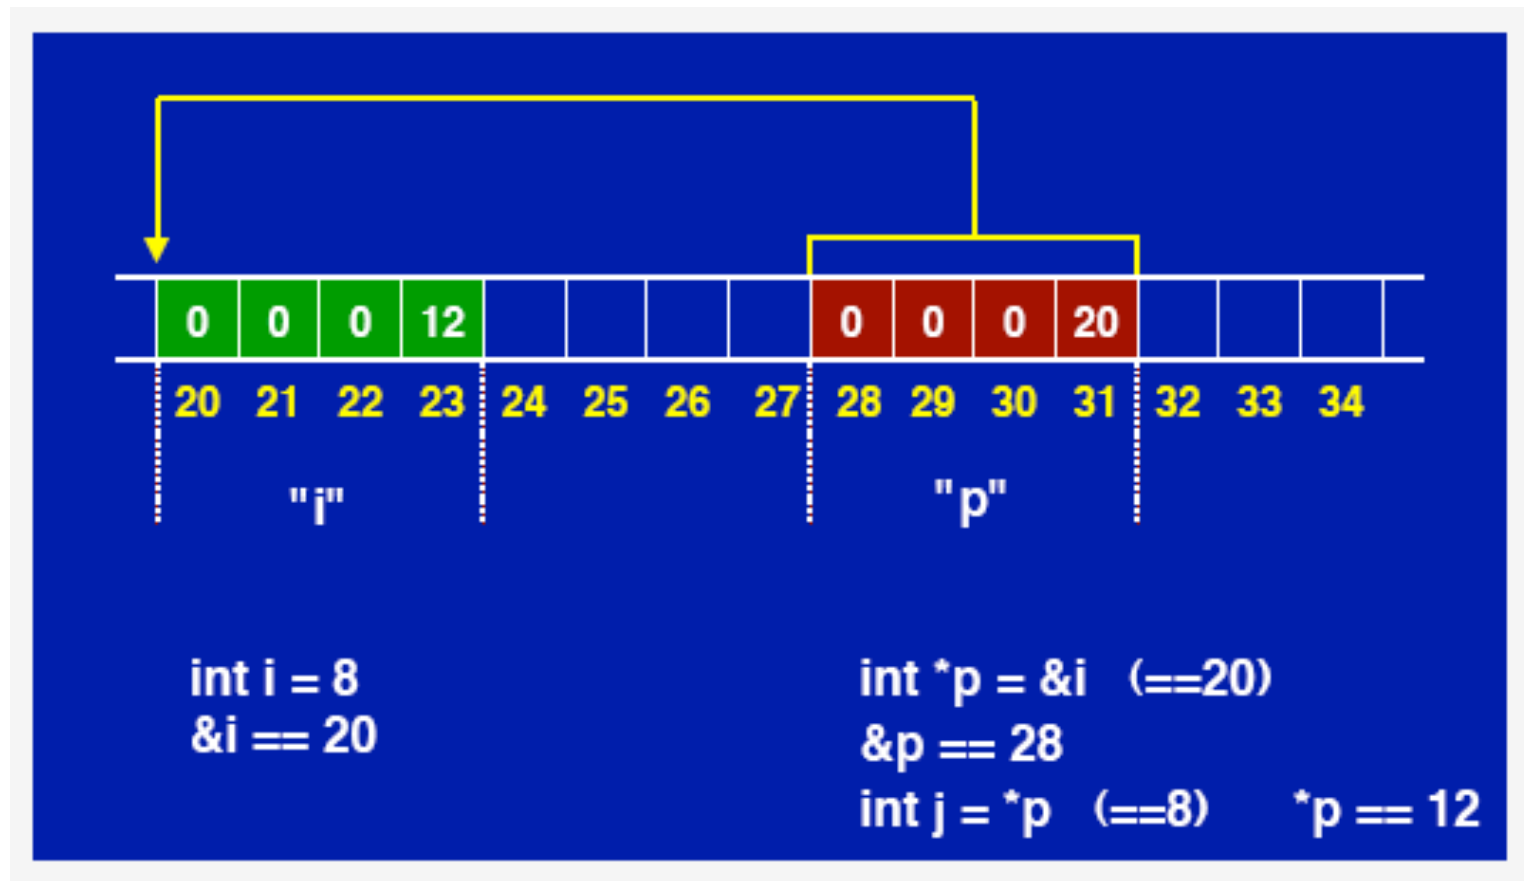 0 0 0 12 0 0 0 20
20 21 22 23 24 25 26 27 28 29 30 31 32 33 34
"i" "p"
int i = 8
&i == 20
int *p = &i (==20)
&p == 28
int j = *p (==8) *p == 12